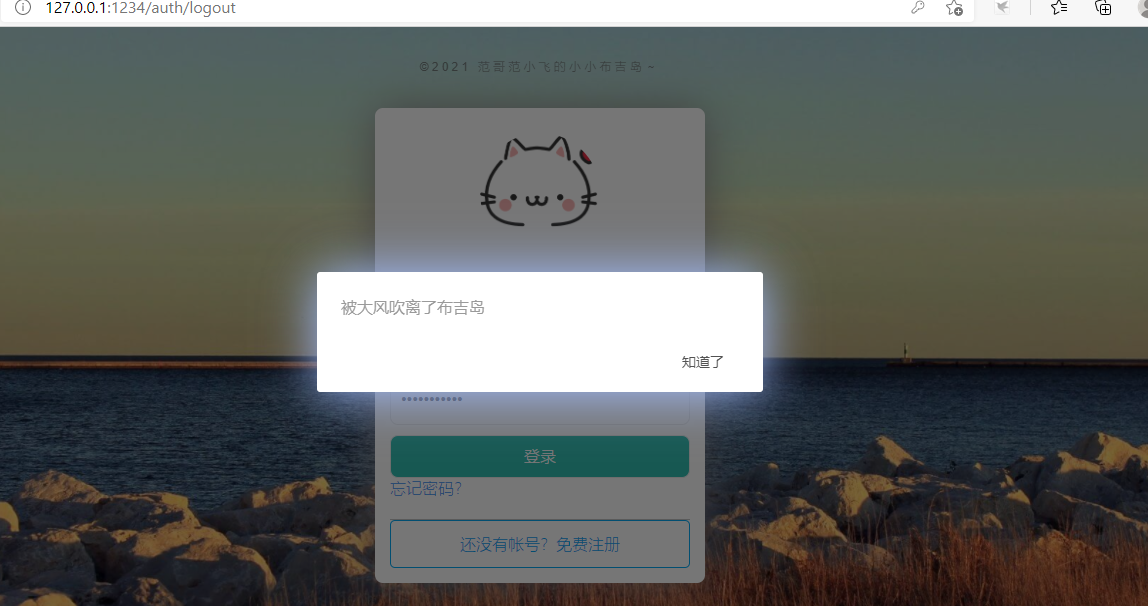 127.0.0.1:1234/auth/logout
©2021 范哥范小飞的小小布吉岛~
被大风吹离了布吉岛
知道了
•••••••••••
登录
忘记密码?
还没有帐号? 免费注册